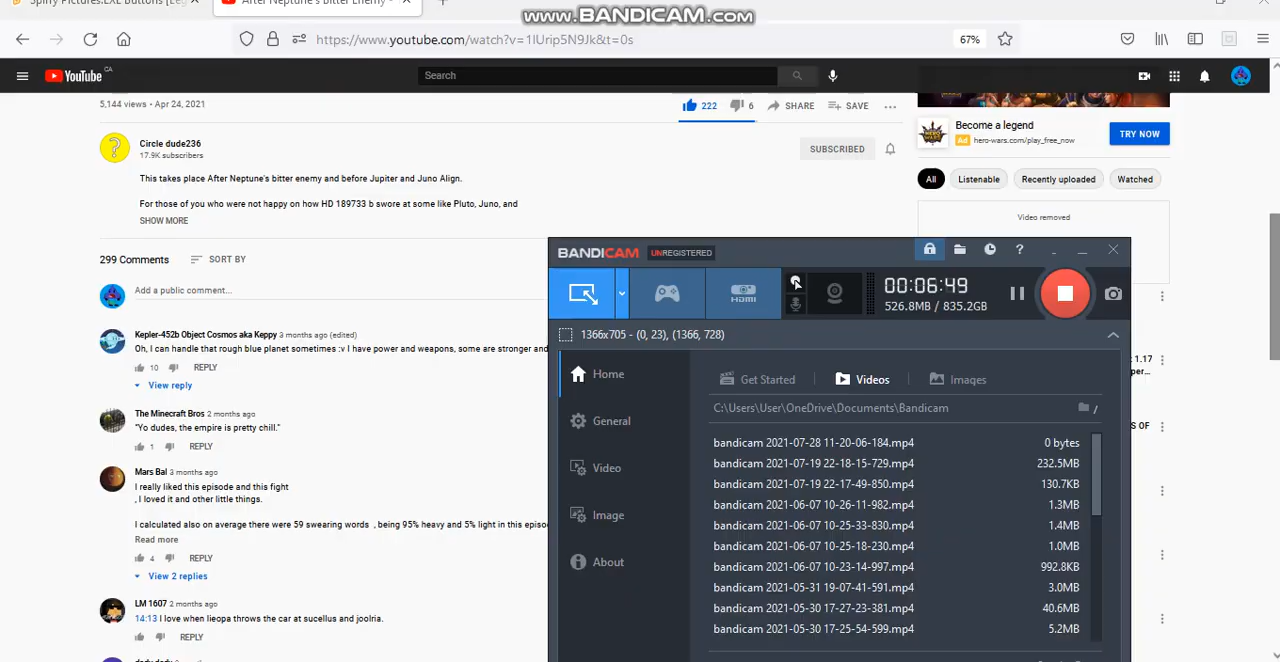 Spiffy Pictures.EXE Buttons [Leg
After Neptune's Bitter Enemy -
www.BANDICAM.com
https://www.youtube.com/watch?v=1IUrip5N9Jk&t=0s
67%
YouTube CA
Search
5,144 views • Apr 24, 2021
222
6
SHARE
SAVE
Become a legend
Ad hero-wars.com/play_free_now
TRY NOW
Circle dude236
17.9K subscribers
SUBSCRIBED
All
Listenable
Recently uploaded
Watched
This takes place After Neptune's bitter enemy and before Jupiter and Juno Align.
For those of you who were not happy on how HD 189733 b swore at some like Pluto, Juno, and
SHOW MORE
Video removed
299 Comments
SORT BY
Add a public comment...
Kepler-452b Object Cosmos aka Keppy 3 months ago (edited)
Oh, I can handle that rough blue planet sometimes :v I have power and weapons, some are stronger and
10
REPLY
View reply
The Minecraft Bros 2 months ago
"Yo dudes, the empire is pretty chill."
1
REPLY
Mars Bal 3 months ago
I really liked this episode and this fight
, I loved it and other little things.
I calculated also on average there were 59 swearing words , being 95% heavy and 5% light in this episo
Read more
4
REPLY
View 2 replies
LM 1607 2 months ago
14:13 I love when lieopa throws the car at sucellus and joolria.
REPLY
BANDICAM UNREGISTERED
HDMI
00:06:49
526.8MB / 835.2GB
1366x705 - (0, 23), (1366, 728)
Home
General
Video
Image
About
Get Started
Videos
Images
C:\Users\User\OneDrive\Documents\Bandicam
bandicam 2021-07-28 11-20-06-184.mp4 0 bytes
bandicam 2021-07-19 22-18-15-729.mp4 232.5MB
bandicam 2021-07-19 22-17-49-850.mp4 130.7KB
bandicam 2021-06-07 10-26-11-982.mp4 1.3MB
bandicam 2021-06-07 10-25-33-830.mp4 1.4MB
bandicam 2021-06-07 10-25-18-230.mp4 1.0MB
bandicam 2021-06-07 10-23-14-997.mp4 992.8KB
bandicam 2021-05-31 19-07-41-591.mp4 3.0MB
bandicam 2021-05-30 17-27-23-381.mp4 40.6MB
bandicam 2021-05-30 17-25-54-599.mp4 5.2MB
1.17
per...
S OF